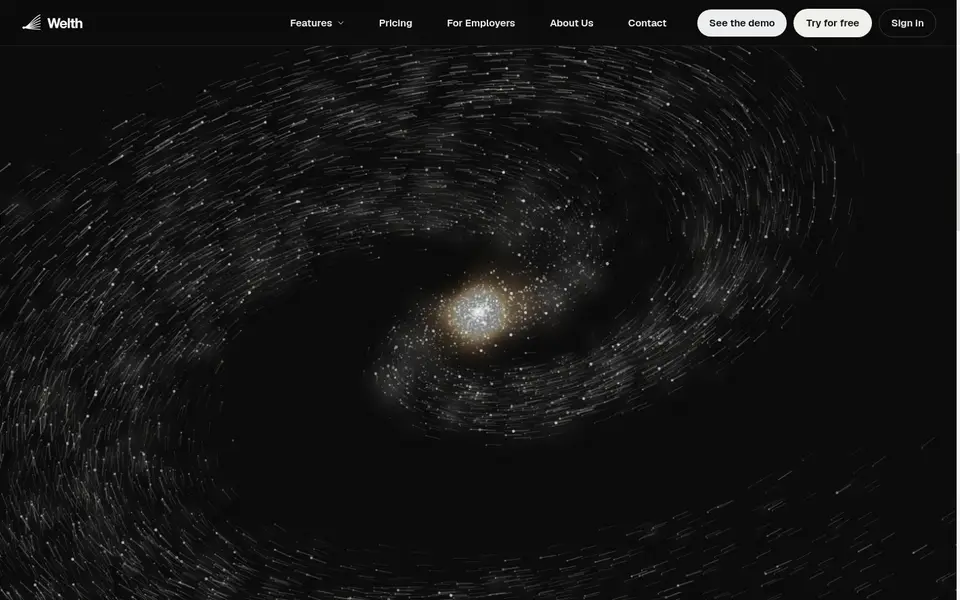 Welth
Features
Pricing
For Employers
About Us
Contact
See the demo
Try for free
Sign in